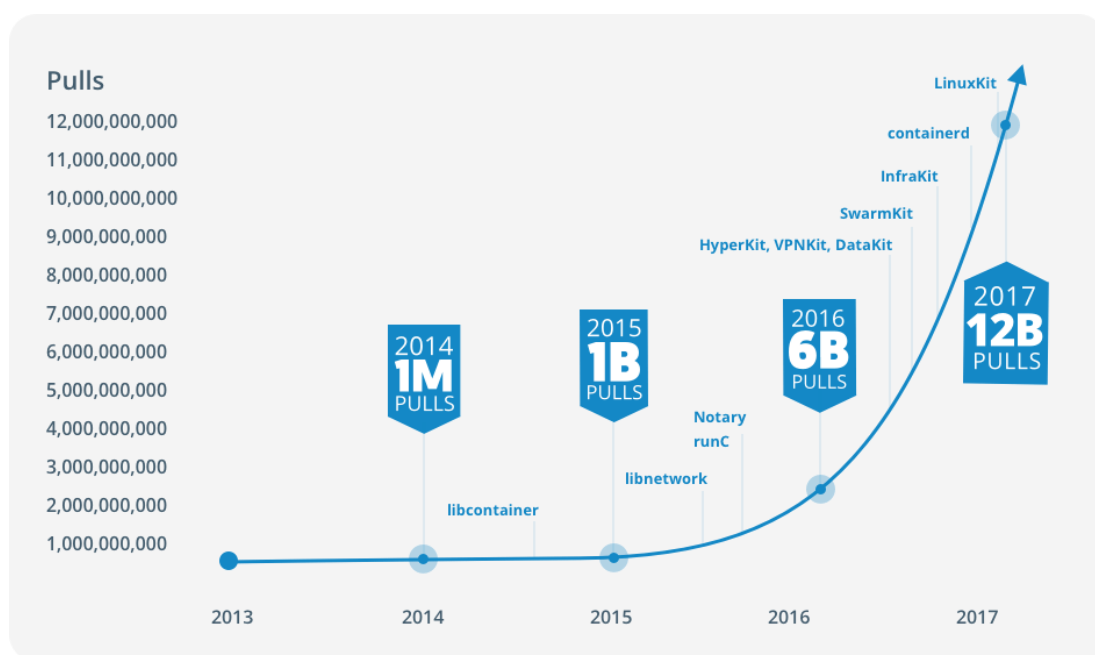 Pulls
12,000,000,000
11,000,000,000
10,000,000,000
9,000,000,000
8,000,000,000
7,000,000,000
6,000,000,000
5,000,000,000
4,000,000,000
3,000,000,000
2,000,000,000
1,000,000,000
2014
1M
PULLS
libcontainer
2015
1B
PULLS
libnetwork
Notary
runC
2016
6B
PULLS
HyperKit, VPNKit, DataKit
SwarmKit
InfraKit
containerd
LinuxKit
2017
12B
PULLS
2013
2014
2015
2016
2017